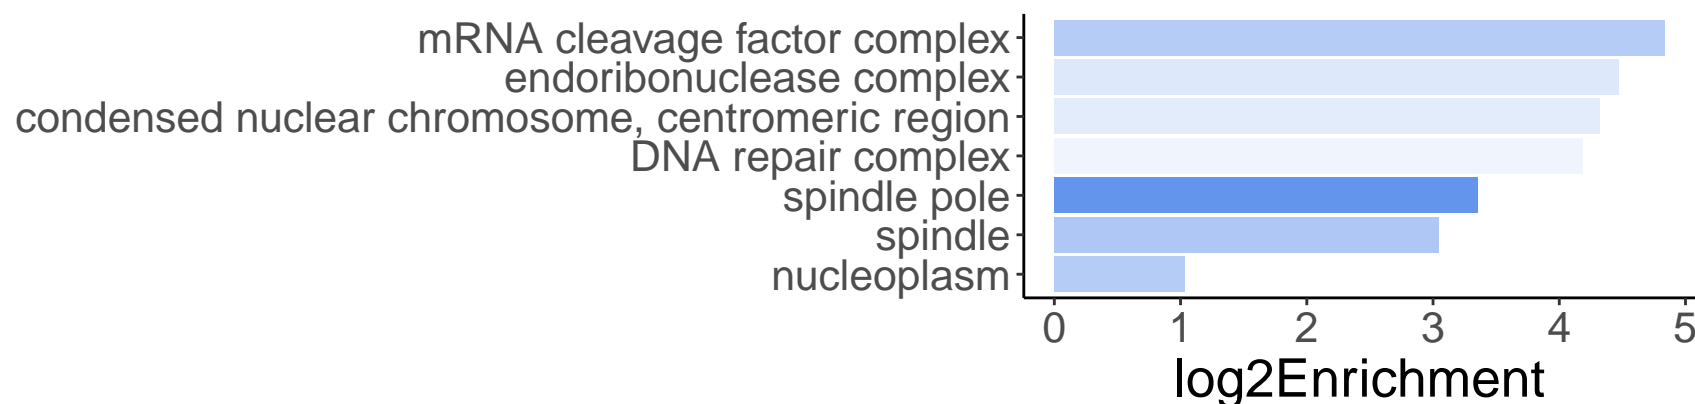 mRNA cleavage factor complex
endoribonuclease complex
condensed nuclear chromosome, centromeric region
DNA repair complex
spindle pole
spindle
nucleoplasm
0 1 2 3 4 5
log2Enrichment